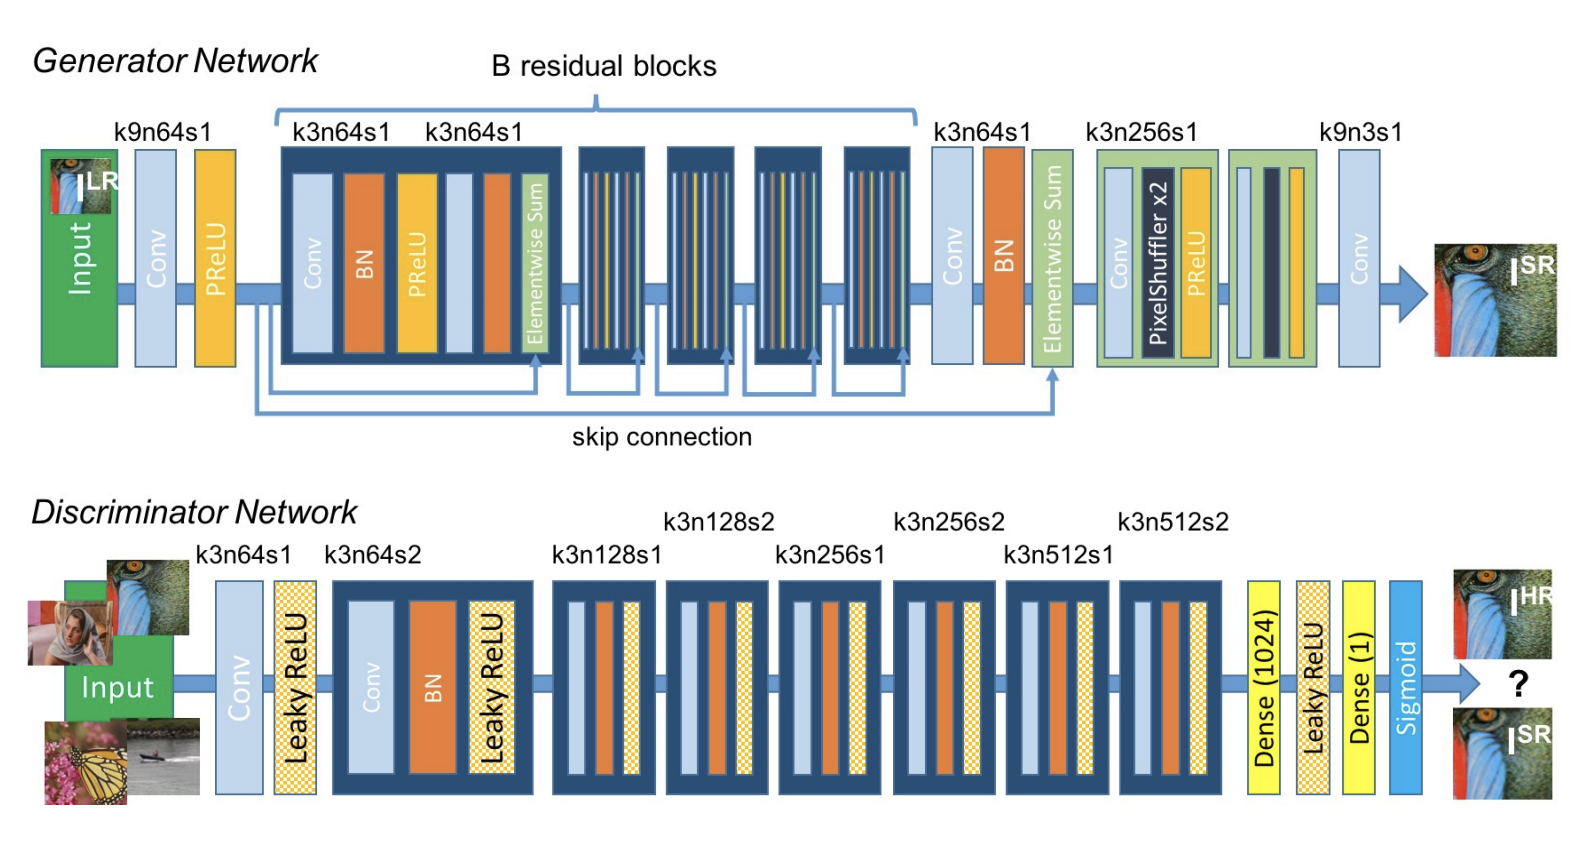 Generator Network
B residual blocks
k9n64s1
k3n64s1
k3n64s1
k3n64s1
k3n256s1
k9n3s1
I LR
Input
Conv
PReLU
Conv
BN
PReLU
Elementwise Sum
Conv
BN
Elementwise Sum
Conv
PixelShuffler x2
PReLU
Conv
I SR
skip connection
Discriminator Network
k3n64s1
k3n64s2
k3n128s1
k3n128s2
k3n256s1
k3n256s2
k3n512s1
k3n512s2
Input
Conv
Leaky ReLU
Conv
BN
Leaky ReLU
Dense (1024)
Leaky ReLU
Dense (1)
Sigmoid
I HR
?
I SR